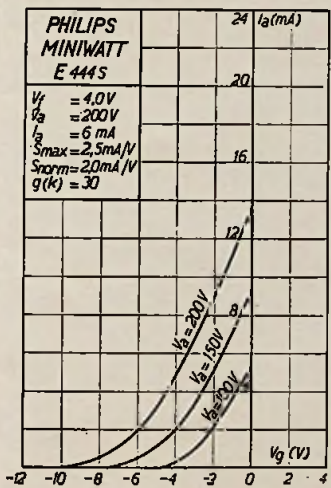 PHILIPS
MINIWATT
E 444 S
Vf = 4,0V
Va = 200V
Ia = 6 mA
Smax = 2,5mA/V
Snorm = 2,0mA/V
g(k) = 30
24 Ia (mA)
20
16
12
8
Va = 200V
Va = 150V
Va = 100V
Vg (V)
-12 -10 -8 -6 -4 -2 0 2 4